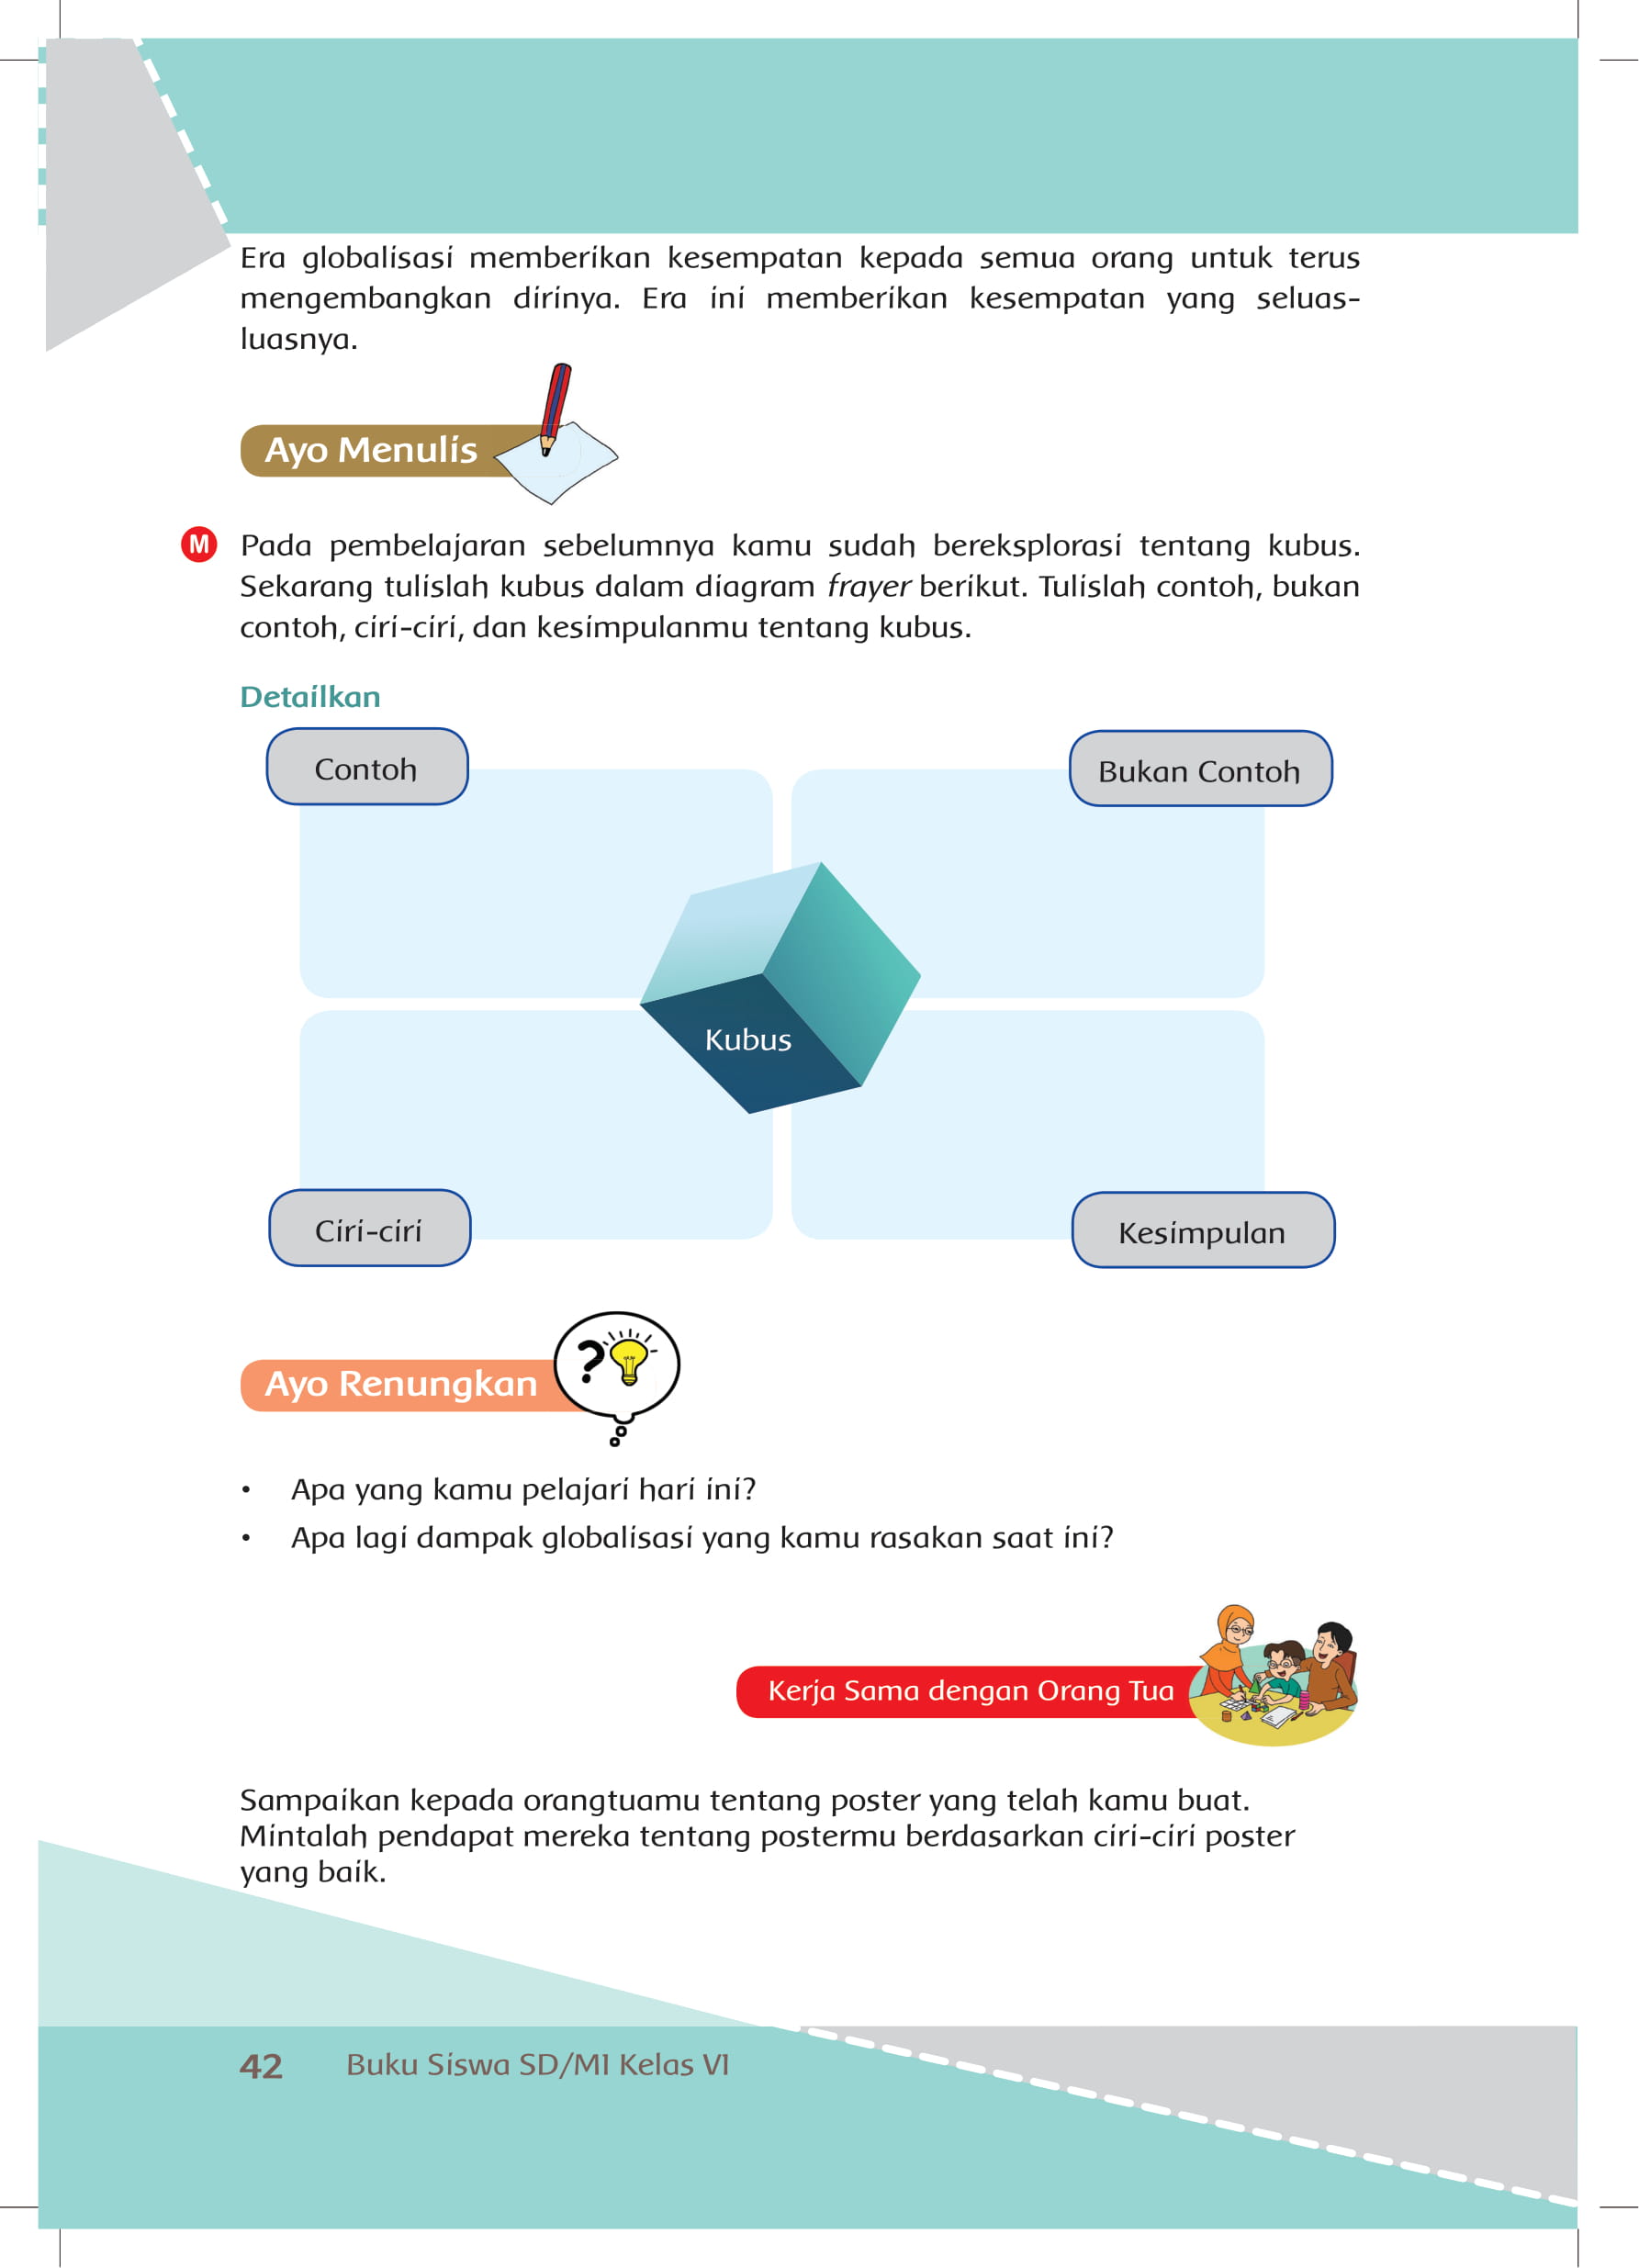 Era globalisasi memberikan kesempatan kepada semua orang untuk terus
mengembangkan dirinya. Era ini memberikan kesempatan yang seluas-
luasnya.
Ayo Menulis
M
Pada pembelajaran sebelumnya kamu sudah bereksplorasi tentang kubus.
Sekarang tulislah kubus dalam diagram frayer berikut. Tulislah contoh, bukan
contoh, ciri-ciri, dan kesimpulanmu tentang kubus.
Detailkan
Contoh
Bukan Contoh
Kubus
Ciri-ciri
Kesimpulan
?
Ayo Renungkan
• Apa yang kamu pelajari hari ini?
• Apa lagi dampak globalisasi yang kamu rasakan saat ini?
Kerja Sama dengan Orang Tua
Sampaikan kepada orangtuamu tentang poster yang telah kamu buat.
Mintalah pendapat mereka tentang postermu berdasarkan ciri-ciri poster
yang baik.
42 Buku Siswa SD/MI Kelas VI